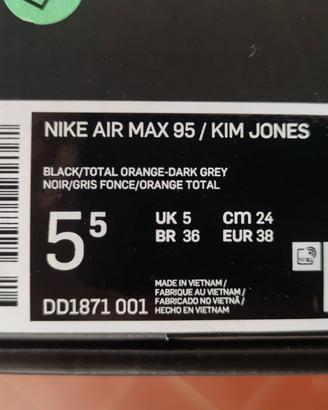 NIKE AIR MAX 95 / KIM JONES
BLACK/TOTAL ORANGE-DARK GREY
NOIR/GRIS FONCE/ORANGE TOTAL
5 5
UK 5 cm 24
BR 36 EUR 38
MADE IN VIETNAM /
FABRIQUE AU VIETNAM /
FABRICADO NO VIETNÃ /
HECHO EN VIETNAM
DD1871 001